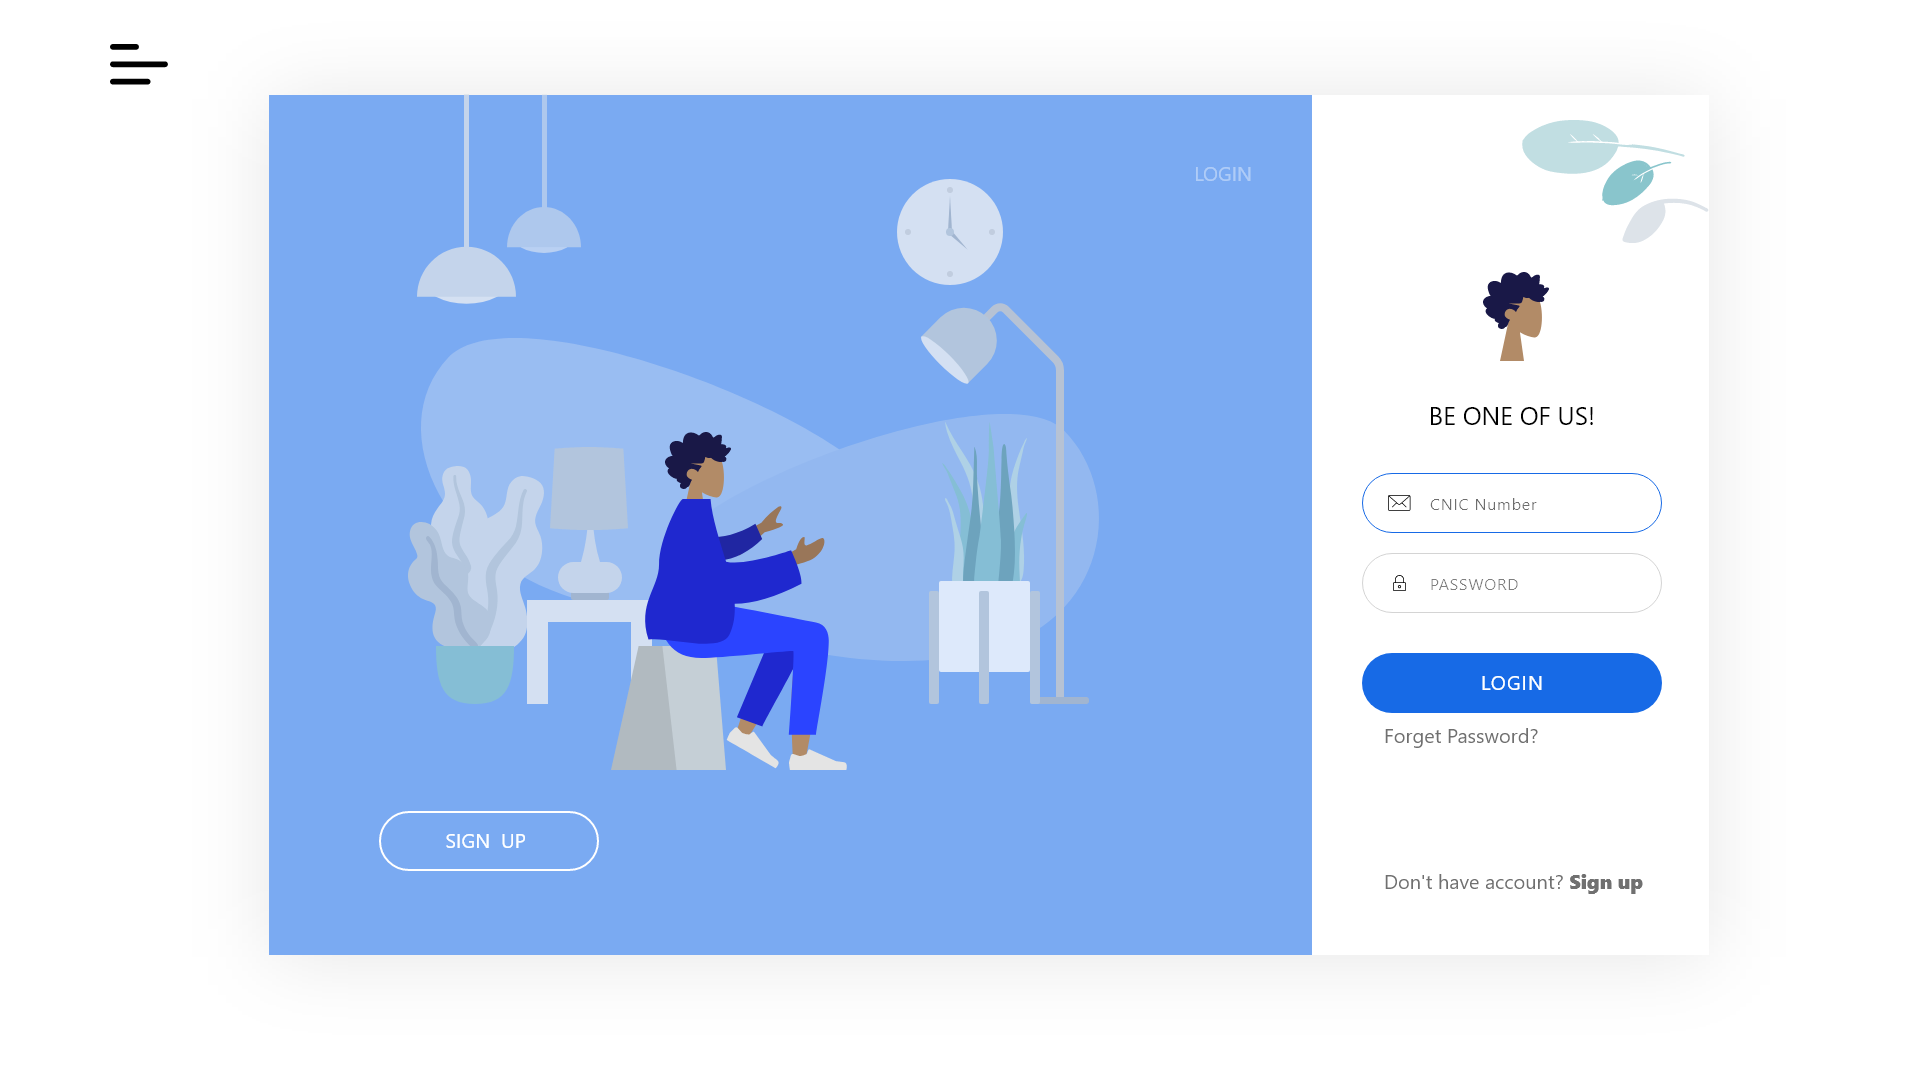 LOGIN
BE ONE OF US!
CNIC Number
PASSWORD
LOGIN
Forget Password?
SIGN UP
Don't have account? Sign up